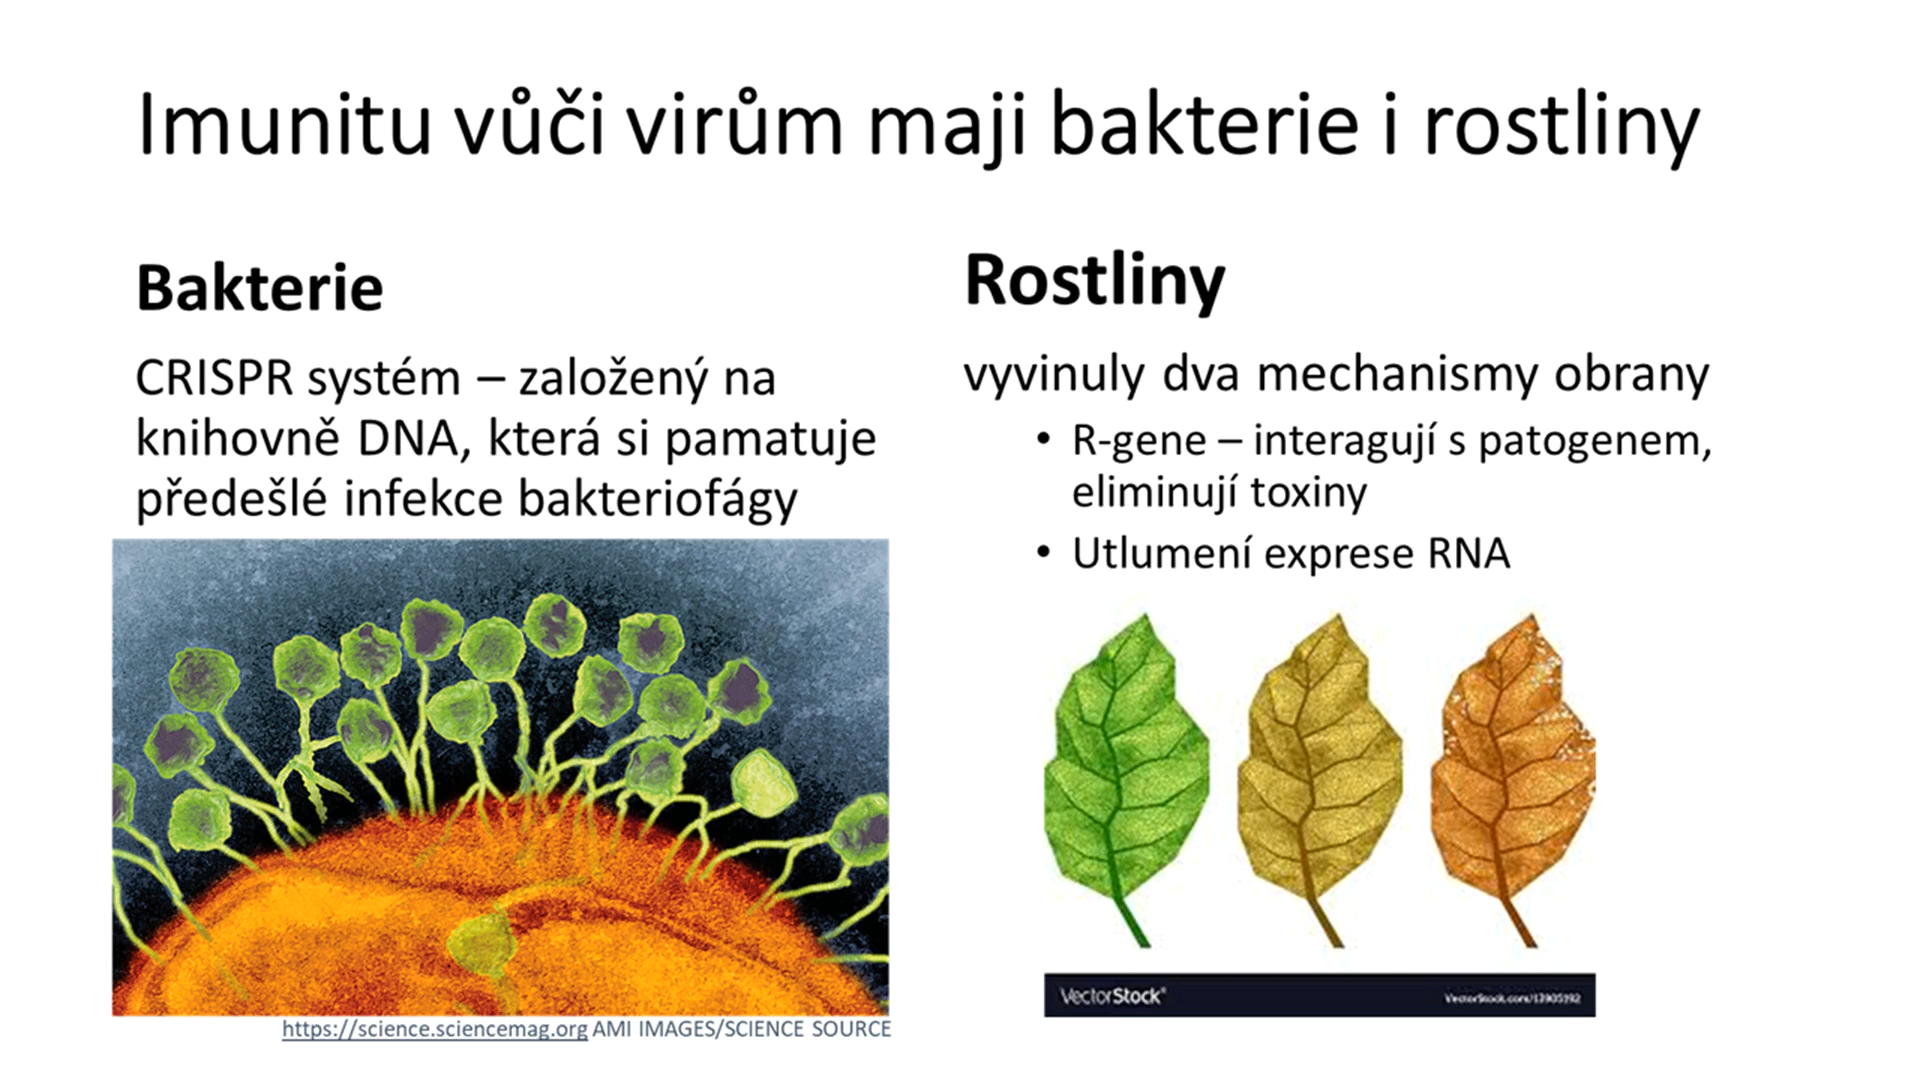 Imunitu vůči virům maji bakterie i rostliny
Bakterie
CRISPR systém – založený na
knihovně DNA, která si pamatuje
předešlé infekce bakteriofágy
https://science.sciencemag.org AMI IMAGES/SCIENCE SOURCE
Rostliny
vyvinuly dva mechanismy obrany
• R-gene – interagují s patogenem,
eliminují toxiny
• Utlumení exprese RNA
VectorStock®
VectorStock.com/13905192